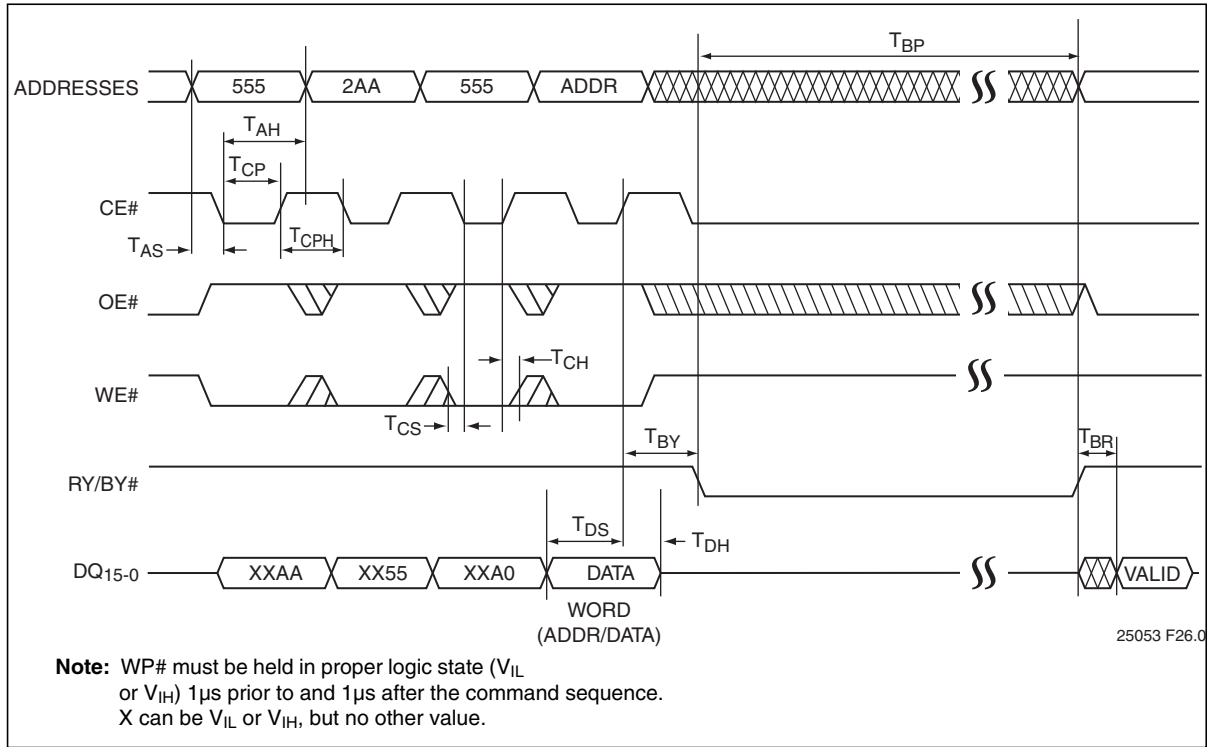 TBP
ADDRESSES 555 2AA 555 ADDR
TAH
TCP
CE#
TAS TCPH
OE#
TCH
WE#
TCS
TBY TBR
RY/BY#
TDS TDH
DQ15-0 XXAA XX55 XXA0 DATA VALID
WORD
(ADDR/DATA)
25053 F26.0
Note: WP# must be held in proper logic state (VIL
or VIH) 1µs prior to and 1µs after the command sequence.
X can be VIL or VIH, but no other value.